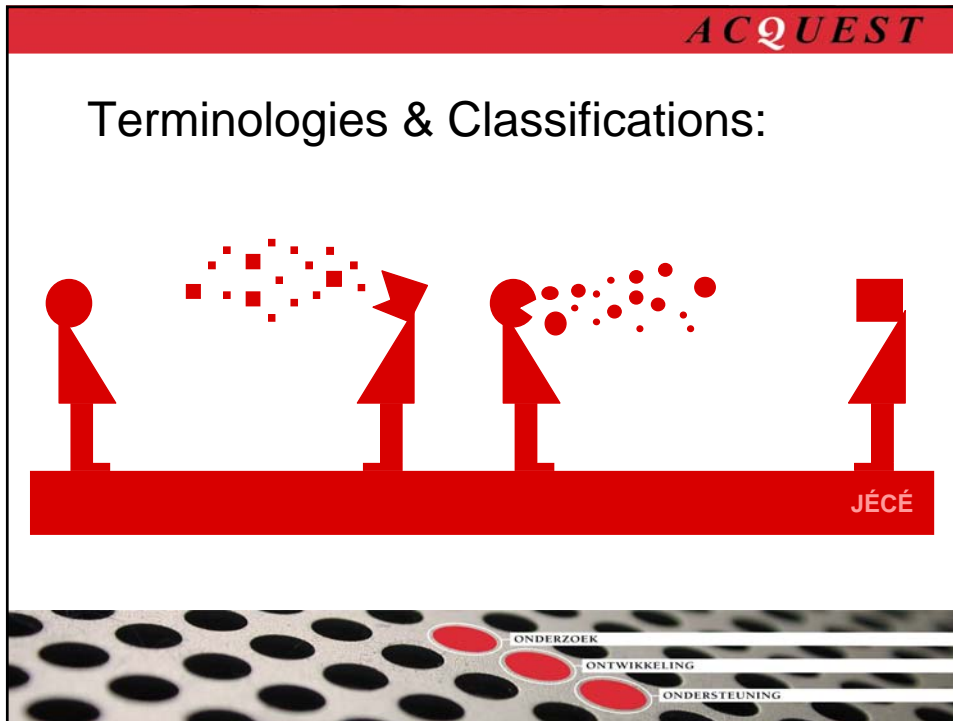 ACQUEST
Terminologies & Classifications:
JÉCÉ
ONDERZOEK
ONTWIKKELING
ONDERSTEUNING